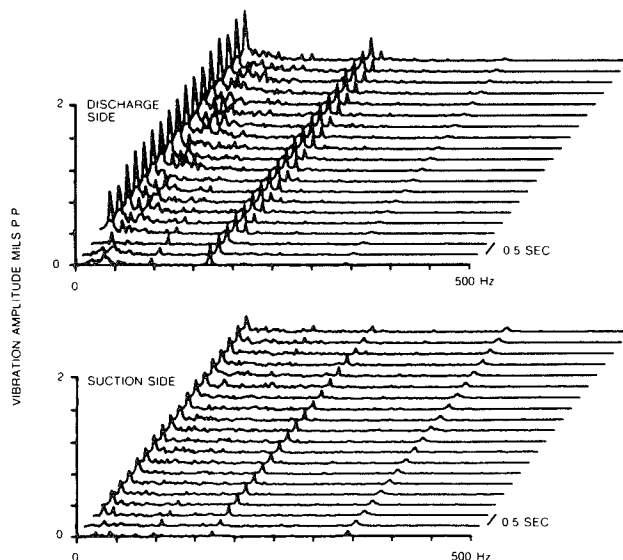 VIBRATION AMPLITUDE MILS P P
2
DISCHARGE
SIDE
0
0
500 Hz
0 5 SEC
2
SUCTION SIDE
0
0
500 Hz
0 5 SEC